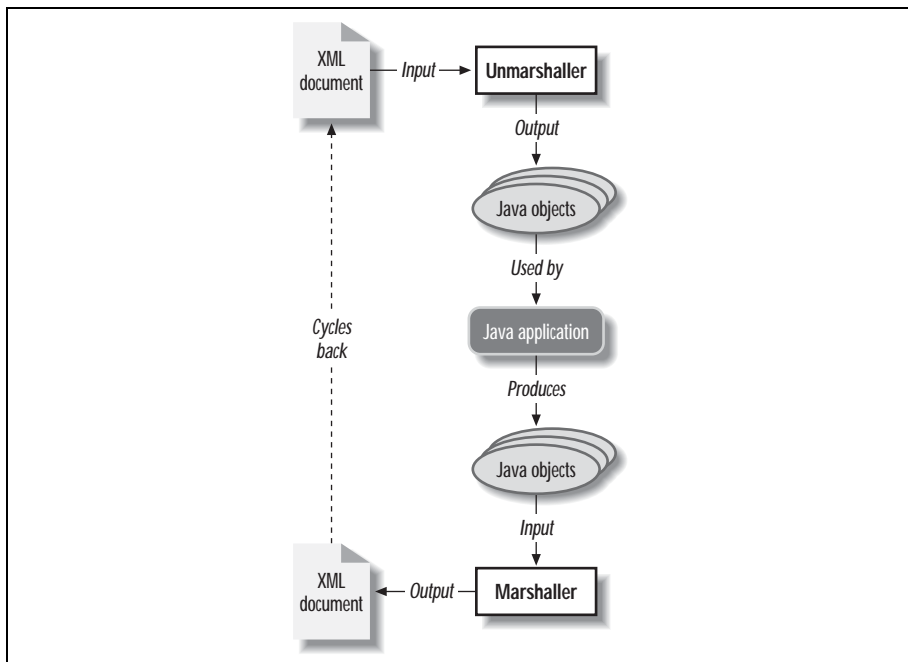 XML
document
Input
Unmarshaller
Output
Java objects
Used by
Java application
Produces
Java objects
Input
Marshaller
Output
XML
document
Cycles
back